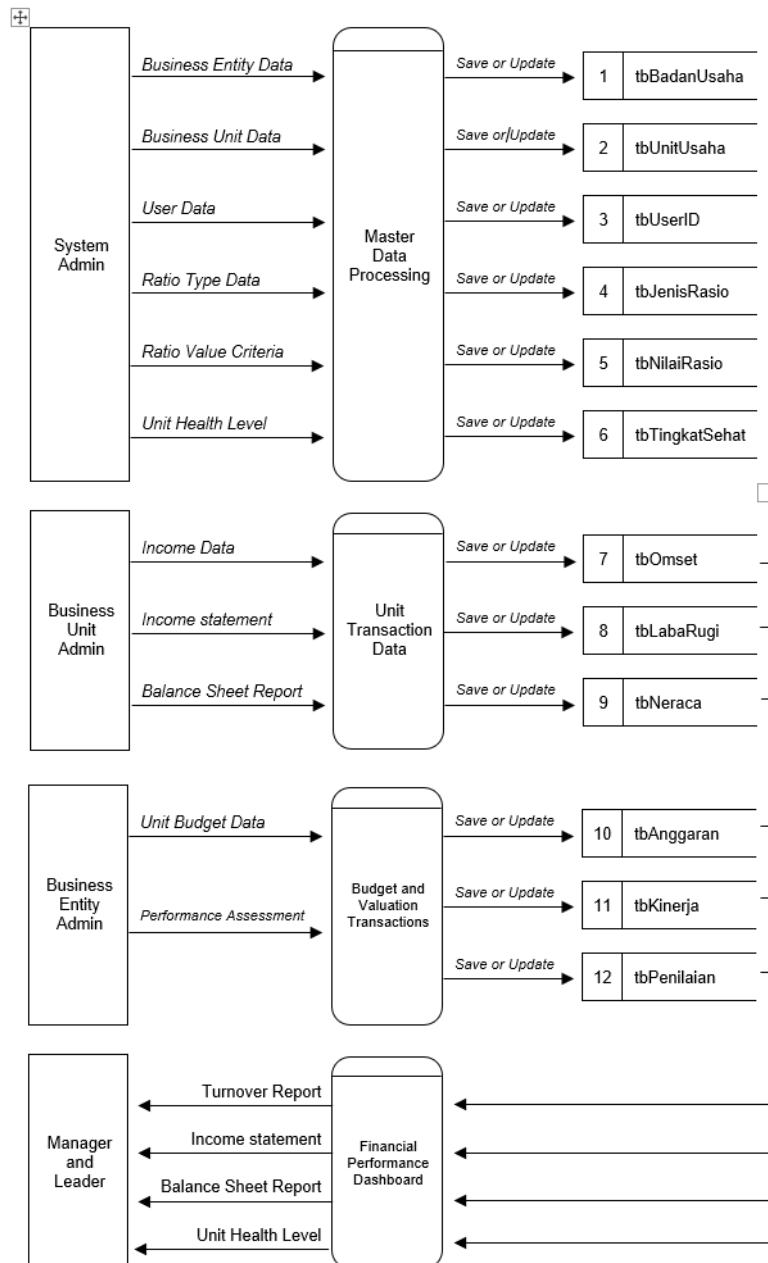 System
Admin
Business Entity Data
Business Unit Data
User Data
Ratio Type Data
Ratio Value Criteria
Unit Health Level
Master
Data
Processing
Save or Update
1 tbBadanUsaha
Save or Update
2 tbUnitUsaha
Save or Update
3 tbUserID
Save or Update
4 tbJenisRasio
Save or Update
5 tbNilaiRasio
Save or Update
6 tbTingkatSehat
Business
Unit
Admin
Income Data
Income statement
Balance Sheet Report
Unit
Transaction
Data
Save or Update
7 tbOmset
Save or Update
8 tbLabaRugi
Save or Update
9 tbNeraca
Business
Entity
Admin
Unit Budget Data
Performance Assessment
Budget and
Valuation
Transactions
Save or Update
10 tbAnggaran
Save or Update
11 tbKinerja
Save or Update
12 tbPenilaian
Manager
and
Leader
Turnover Report
Income statement
Balance Sheet Report
Unit Health Level
Financial
Performance
Dashboard